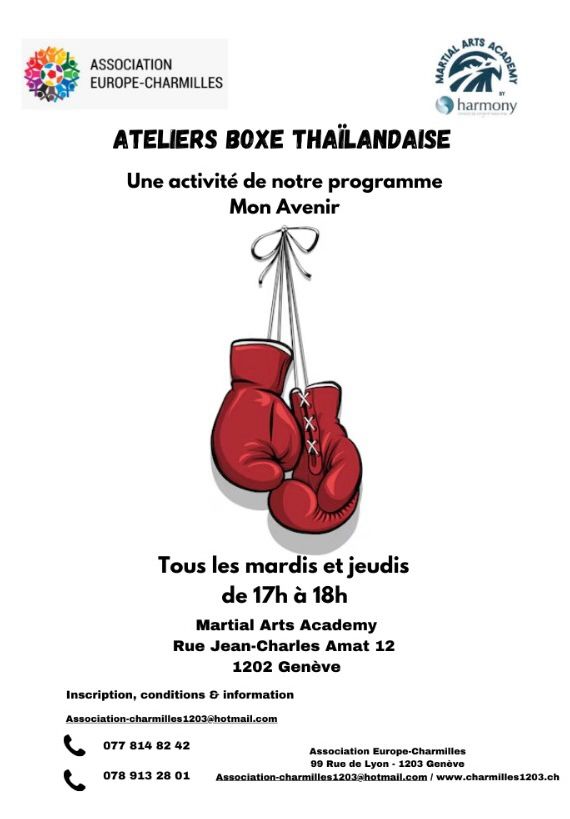 ASSOCIATION
EUROPE-CHARMILLES
MARTIAL ARTS ACADEMY
BY
harmony
ATELIERS BOXE THAÏLANDAISE
Une activité de notre programme
Mon Avenir
Tous les mardis et jeudis
de 17h à 18h
Martial Arts Academy
Rue Jean-Charles Amat 12
1202 Genève
Inscription, conditions & information
Association-charmilles1203@hotmail.com
077 814 82 42
078 913 28 01
Association Europe-Charmilles
99 Rue de Lyon - 1203 Genève
Association-charmilles1203@hotmail.com / www.charmilles1203.ch